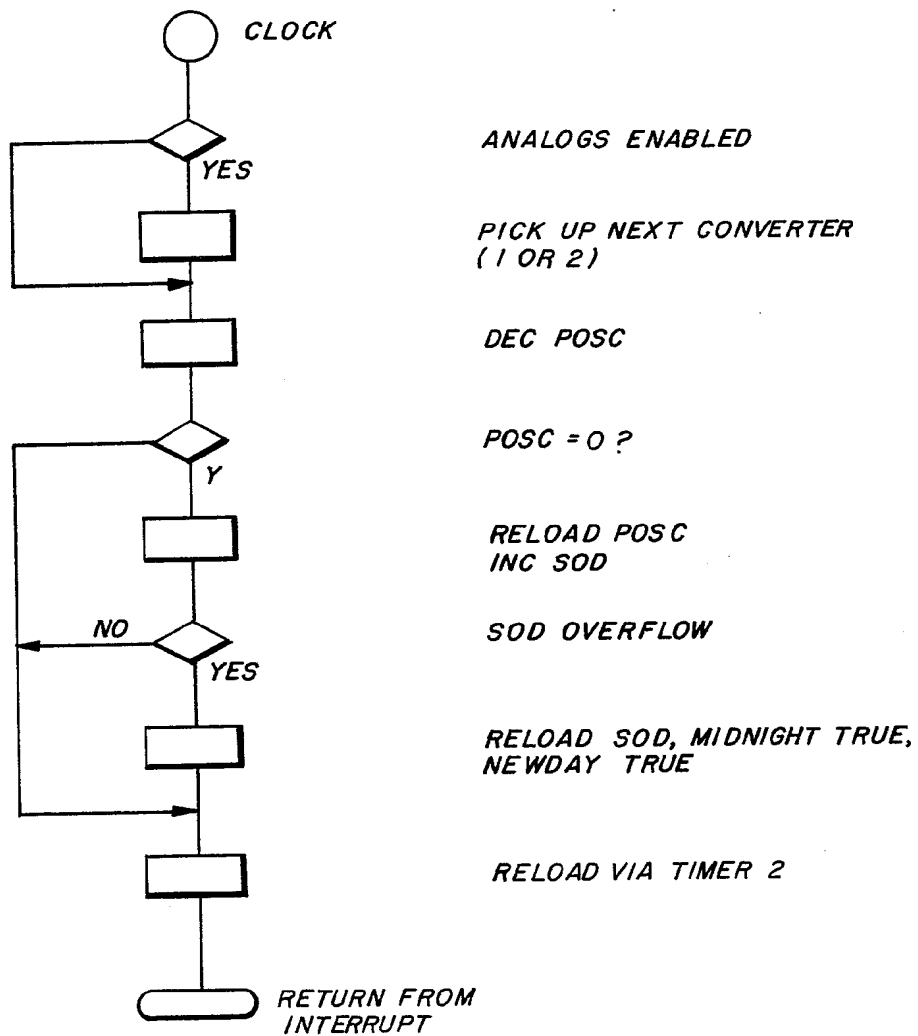 CLOCK
ANALOGS ENABLED
YES
PICK UP NEXT CONVERTER
(1 OR 2)
DEC POSC
POSC = 0 ?
Y
RELOAD POSC
INC SOD
NO
SOD OVERFLOW
YES
RELOAD SOD, MIDNIGHT TRUE,
NEWDAY TRUE
RELOAD VIA TIMER 2
RETURN FROM
INTERRUPT